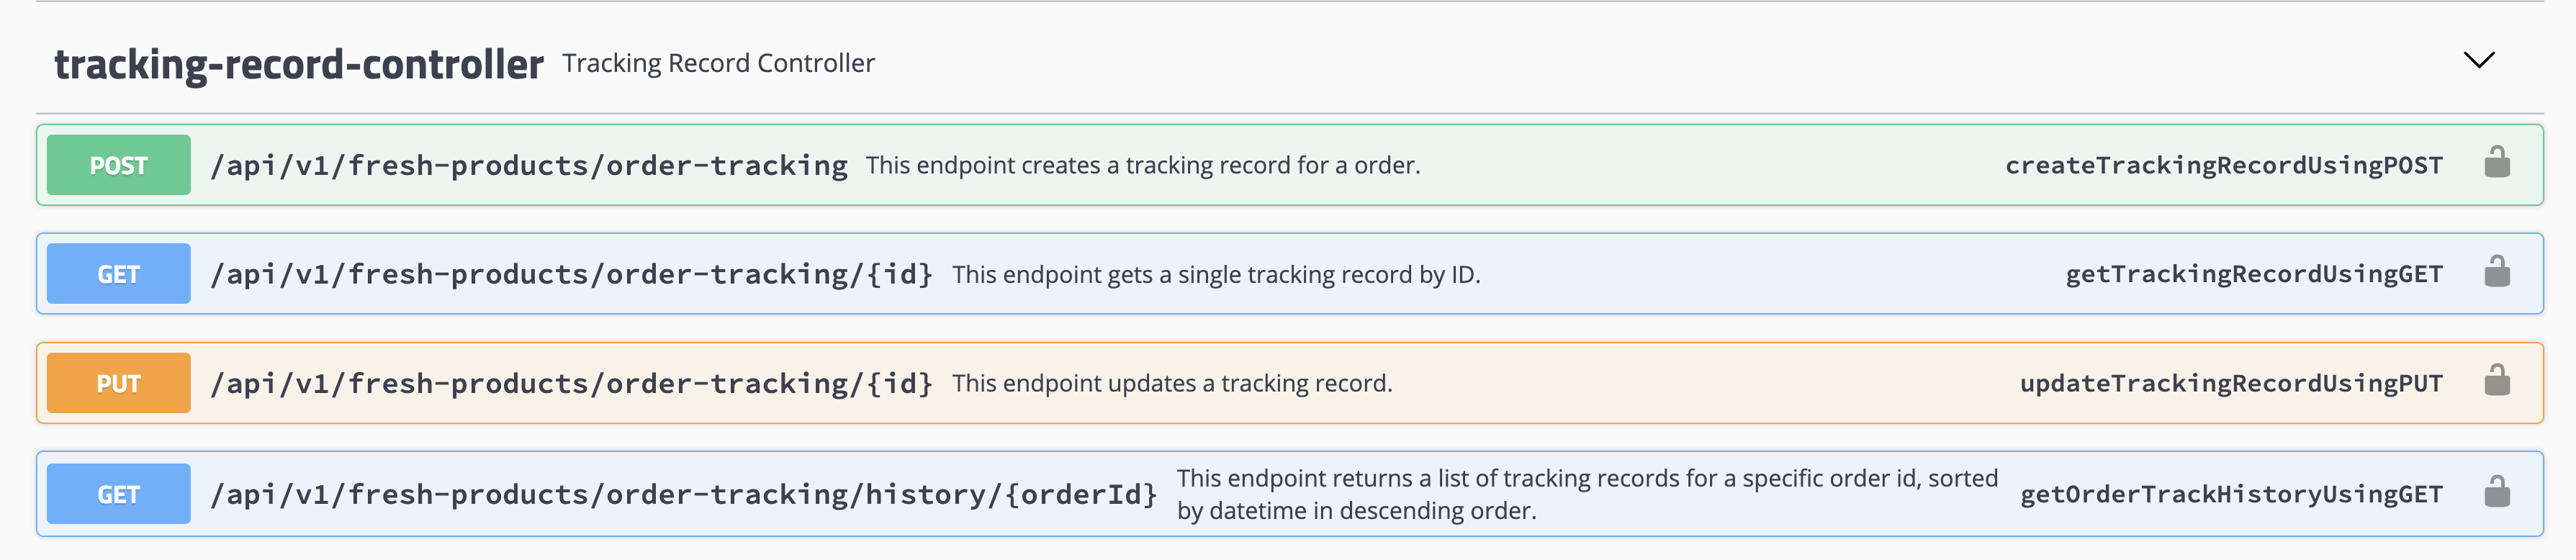 tracking-record-controller Tracking Record Controller
POST /api/v1/fresh-products/order-tracking This endpoint creates a tracking record for a order. createTrackingRecordUsingPOST
GET /api/v1/fresh-products/order-tracking/{id} This endpoint gets a single tracking record by ID. getTrackingRecordUsingGET
PUT /api/v1/fresh-products/order-tracking/{id} This endpoint updates a tracking record. updateTrackingRecordUsingPUT
GET /api/v1/fresh-products/order-tracking/history/{orderId} This endpoint returns a list of tracking records for a specific order id, sorted
by datetime in descending order. getOrderTrackHistoryUsingGET